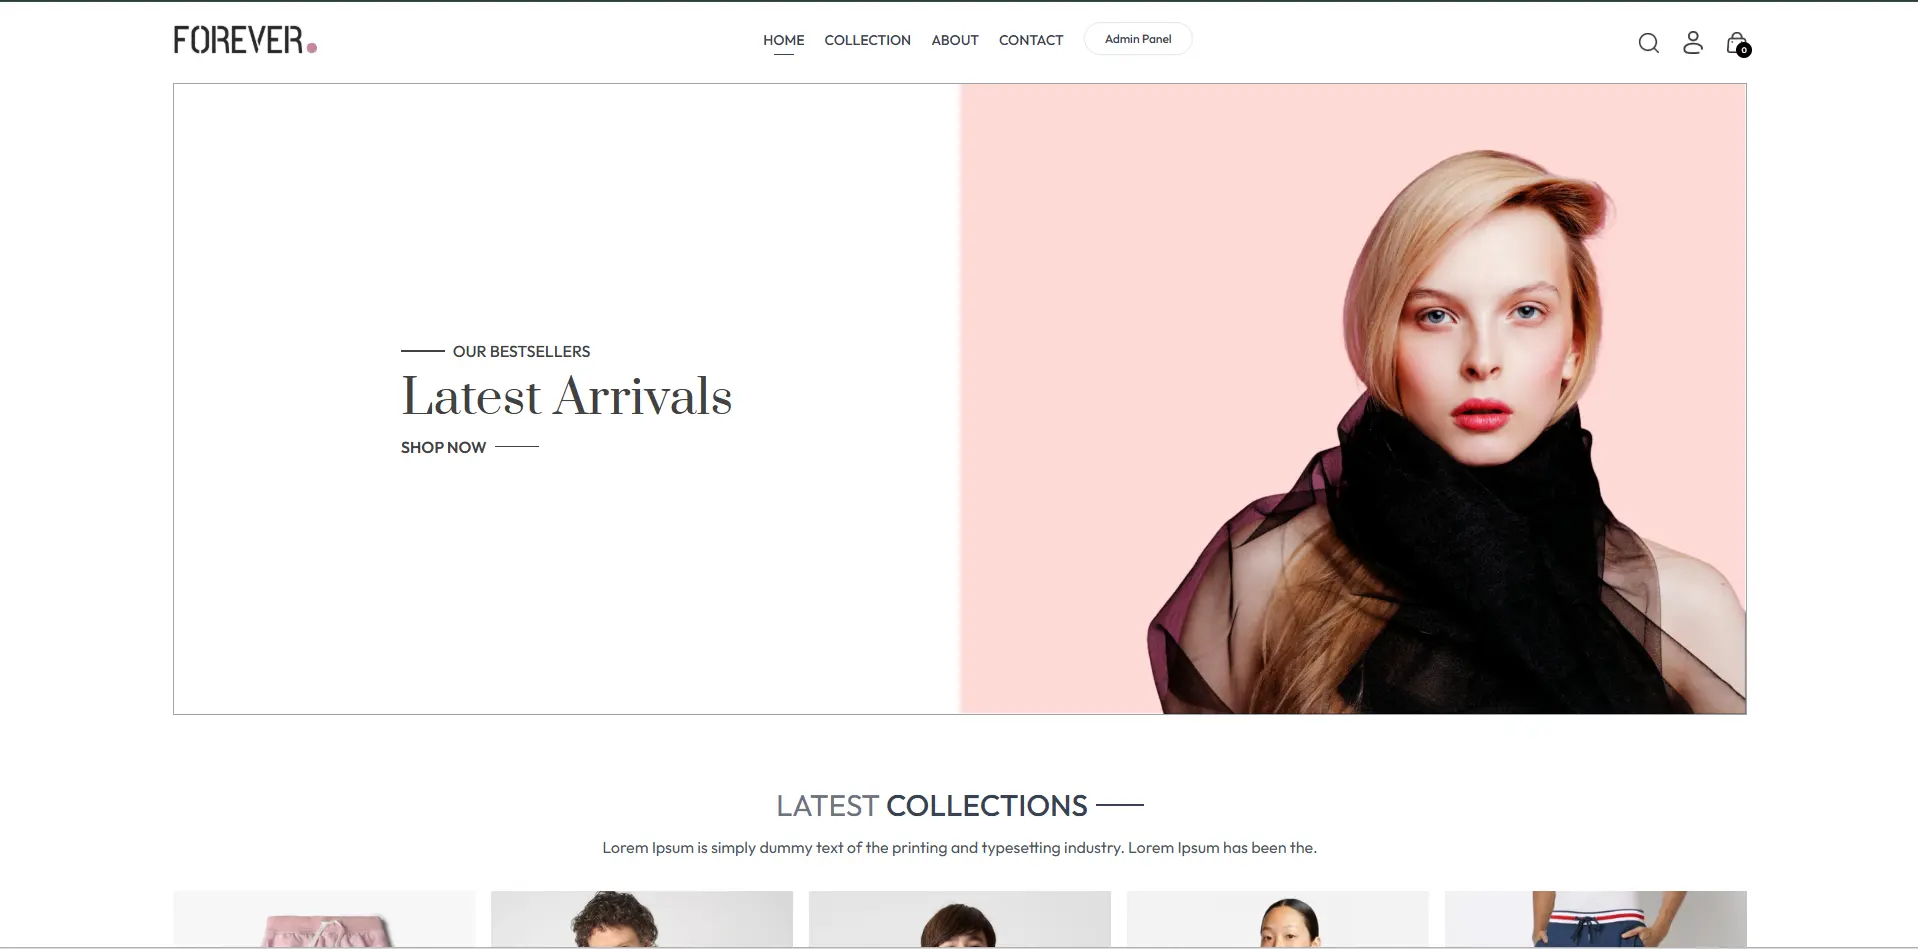 FOREVER.
HOME COLLECTION ABOUT CONTACT Admin Panel
0
OUR BESTSELLERS
Latest Arrivals
SHOP NOW
LATEST COLLECTIONS
Lorem Ipsum is simply dummy text of the printing and typesetting industry. Lorem Ipsum has been the.